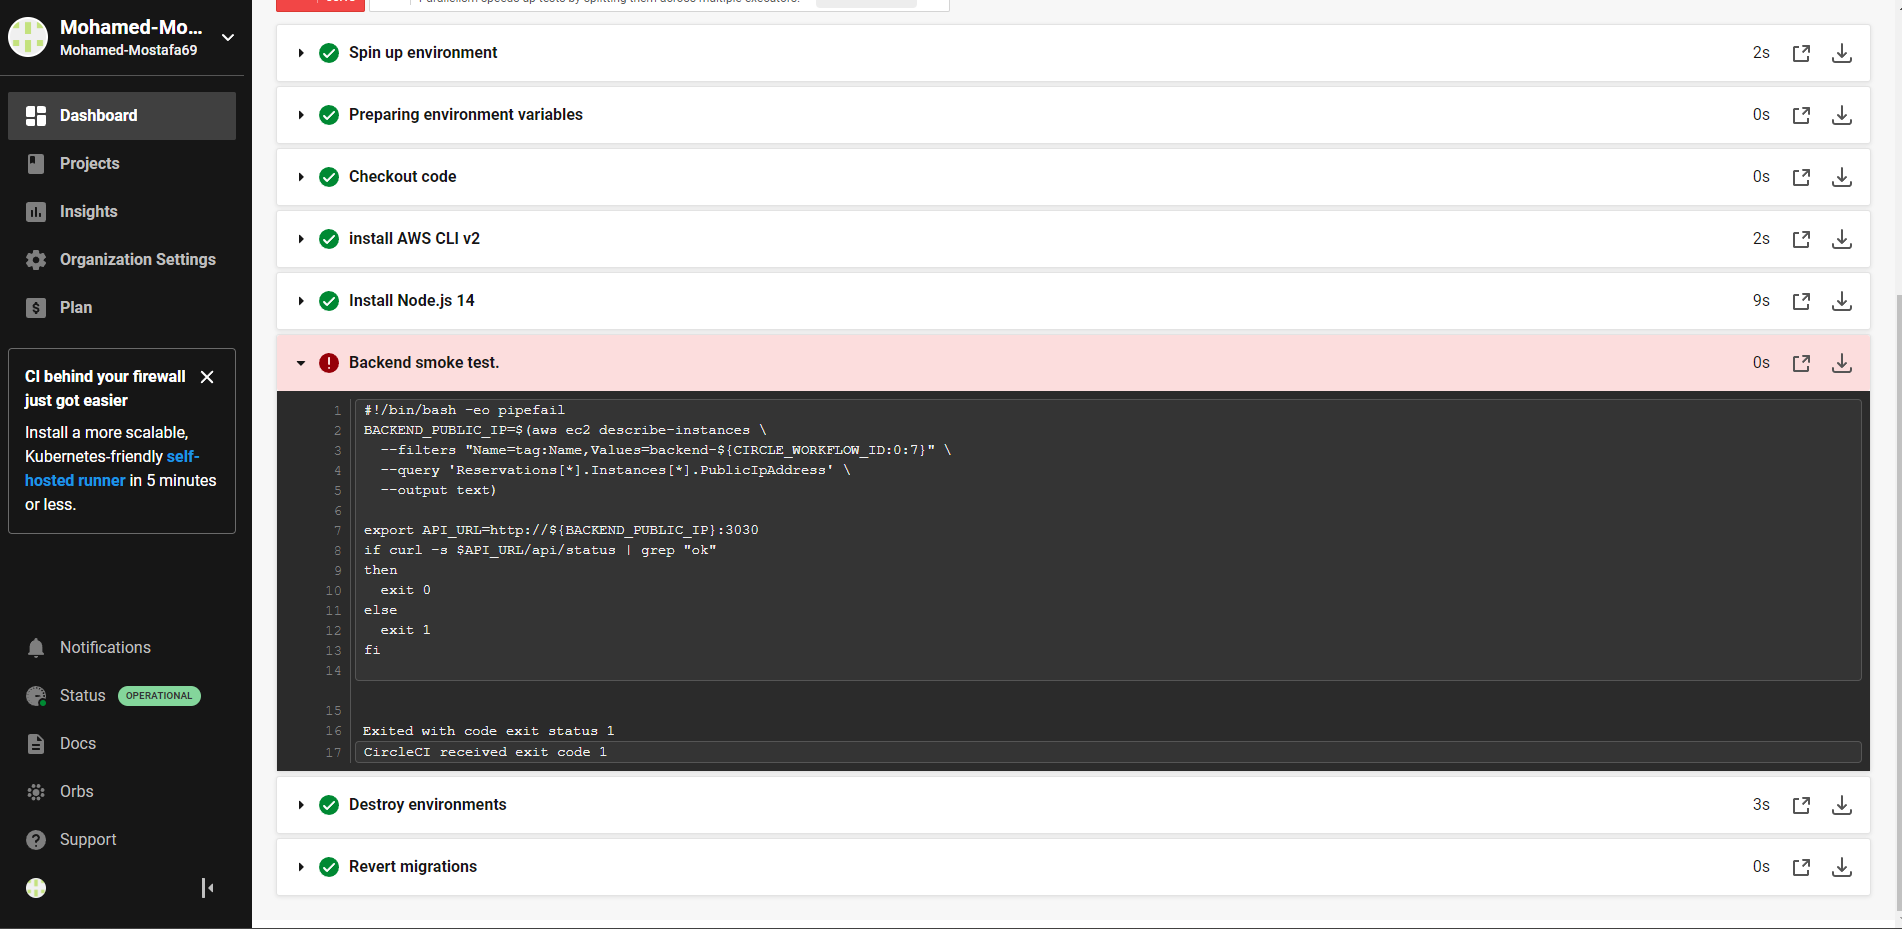 Mohamed-Mo...
Mohamed-Mostafa69
Dashboard
Projects
Insights
Organization Settings
Plan
CI behind your firewall
just got easier
Install a more scalable,
Kubernetes-friendly self-
hosted runner in 5 minutes
or less.
Notifications
Status OPERATIONAL
Docs
Orbs
Support
Spin up environment 2s
Preparing environment variables 0s
Checkout code 0s
install AWS CLI v2 2s
Install Node.js 14 9s
Backend smoke test. 0s
1 #!/bin/bash -eo pipefail
2 BACKEND_PUBLIC_IP=$(aws ec2 describe-instances \
3 --filters "Name=tag:Name,Values=backend-${CIRCLE_WORKFLOW_ID:0:7}" \
4 --query 'Reservations[*].Instances[*].PublicIpAddress' \
5 --output text)
6
7 export API_URL=http://${BACKEND_PUBLIC_IP}:3030
8 if curl -s $API_URL/api/status | grep "ok"
9 then
10 exit 0
11 else
12 exit 1
13 fi
14
15
16 Exited with code exit status 1
17 CircleCI received exit code 1
Destroy environments 3s
Revert migrations 0s